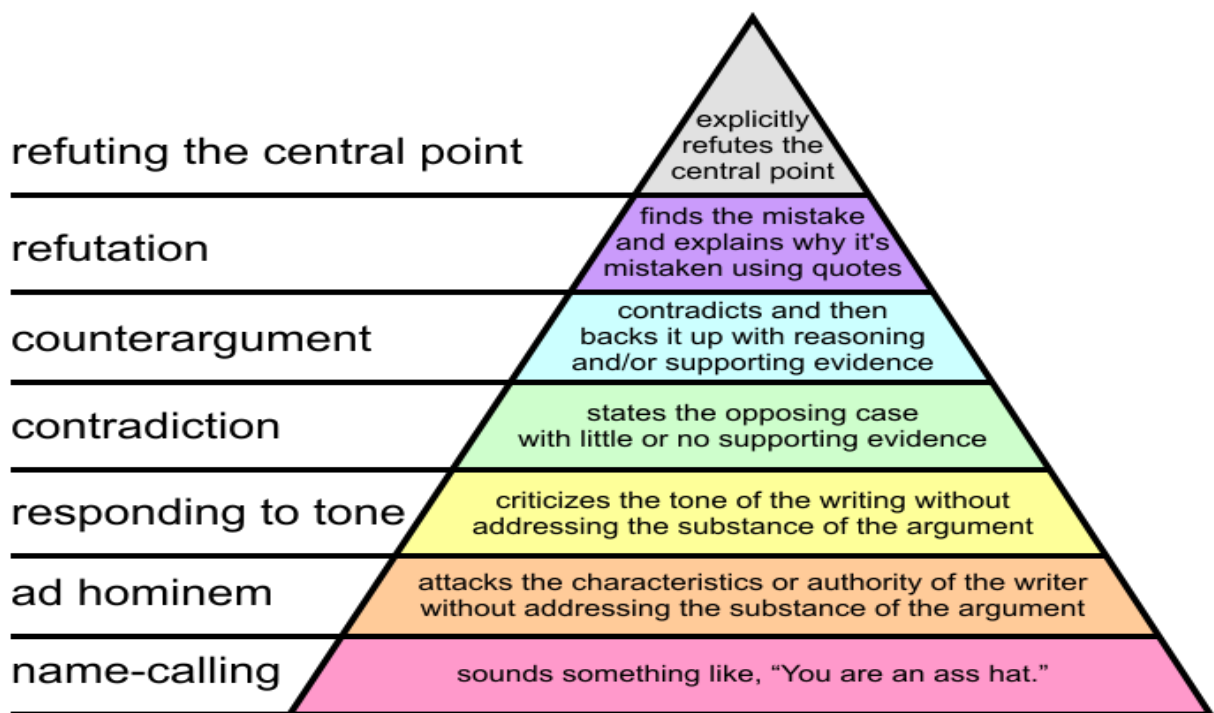 refuting the central point
explicitly
refutes the
central point
refutation
finds the mistake
and explains why it's
mistaken using quotes
counterargument
contradicts and then
backs it up with reasoning
and/or supporting evidence
contradiction
states the opposing case
with little or no supporting evidence
responding to tone
criticizes the tone of the writing without
addressing the substance of the argument
ad hominem
attacks the characteristics or authority of the writer
without addressing the substance of the argument
name-calling
sounds something like, “You are an ass hat.”